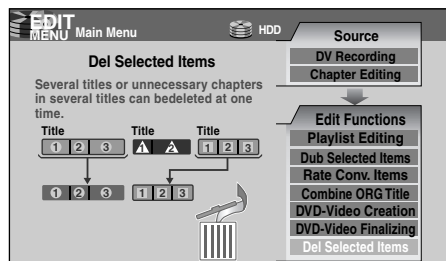 EDIT
MENU Main Menu
HDD
Del Selected Items
Several titles or unnecessary chapters
in several titles can bedeleted at one
time.
Title Title Title
1 2 3 1 2 1 2 3
1 2 3 1 2 3
Source
DV Recording
Chapter Editing
Edit Functions
Playlist Editing
Dub Selected Items
Rate Conv. Items
Combine ORG Title
DVD-Video Creation
DVD-Video Finalizing
Del Selected Items